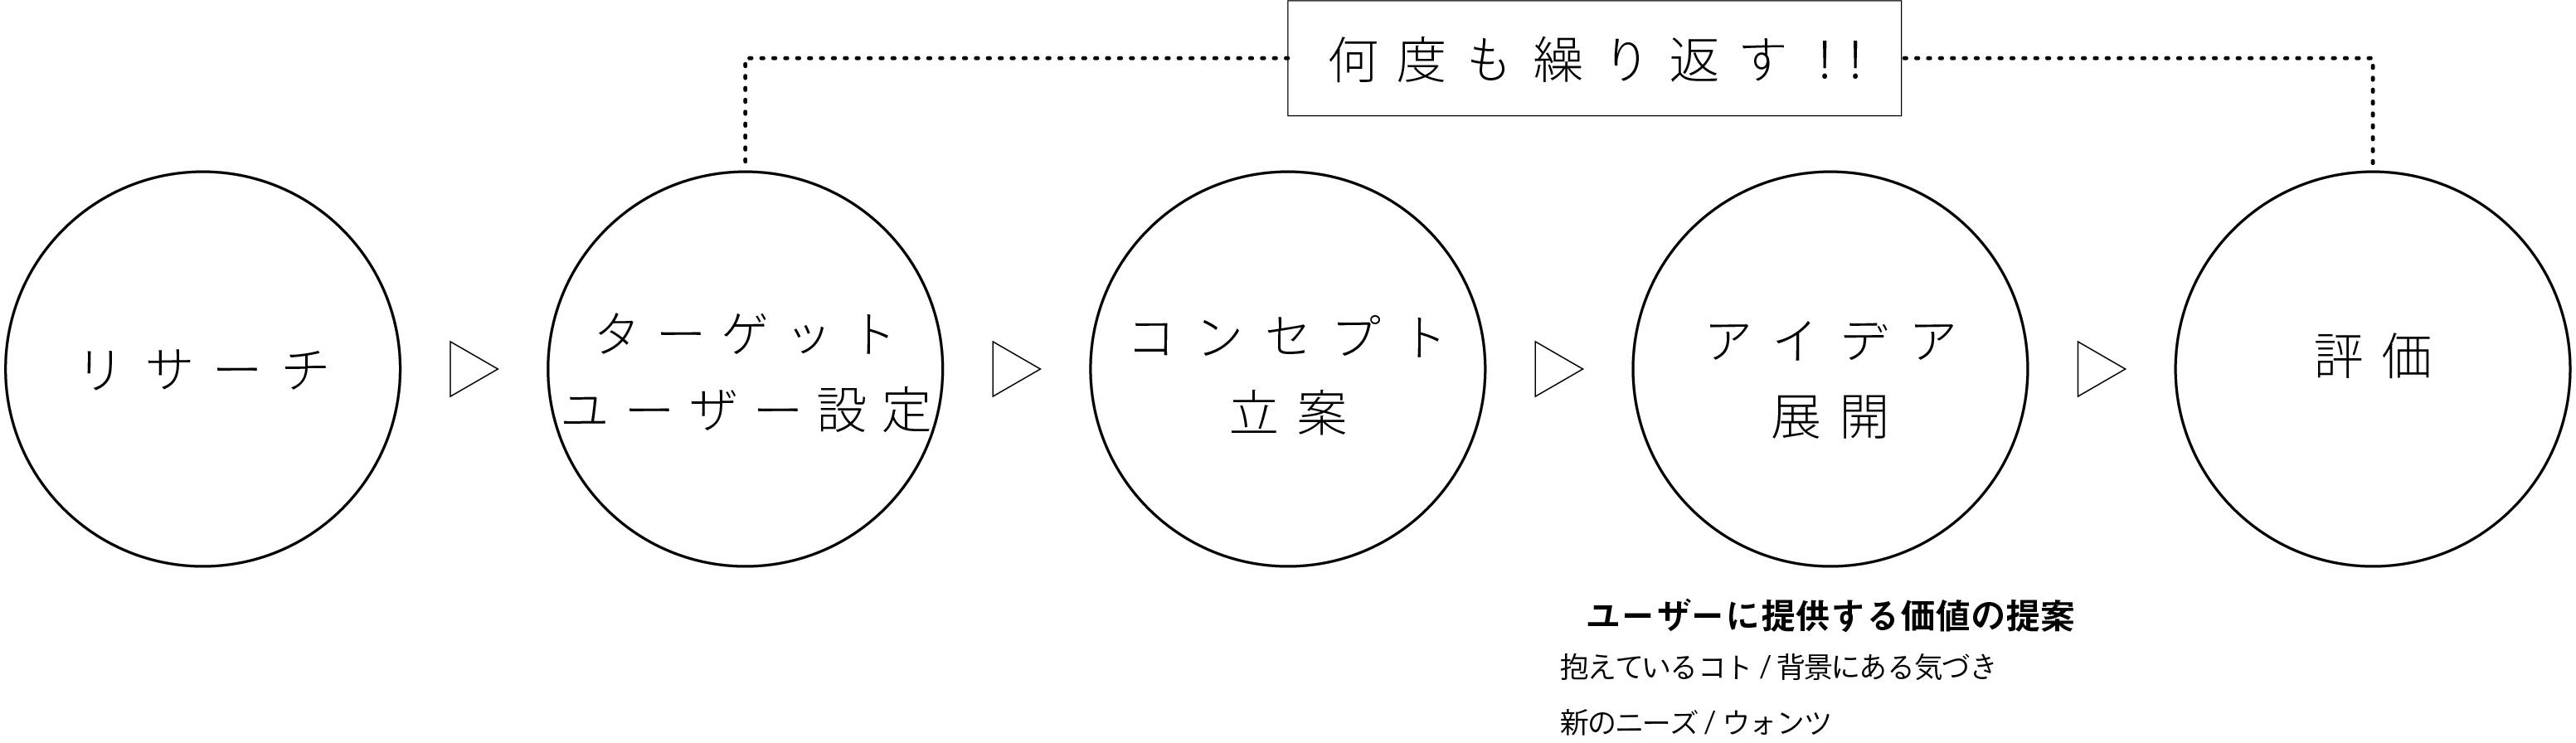 何度も繰り返す!!
リサーチ
ターゲット
ユーザー設定
コンセプト
立案
アイデア
展開
評価
ユーザーに提供する価値の提案
抱えているコト / 背景にある気づき
新のニーズ / ウォンツ